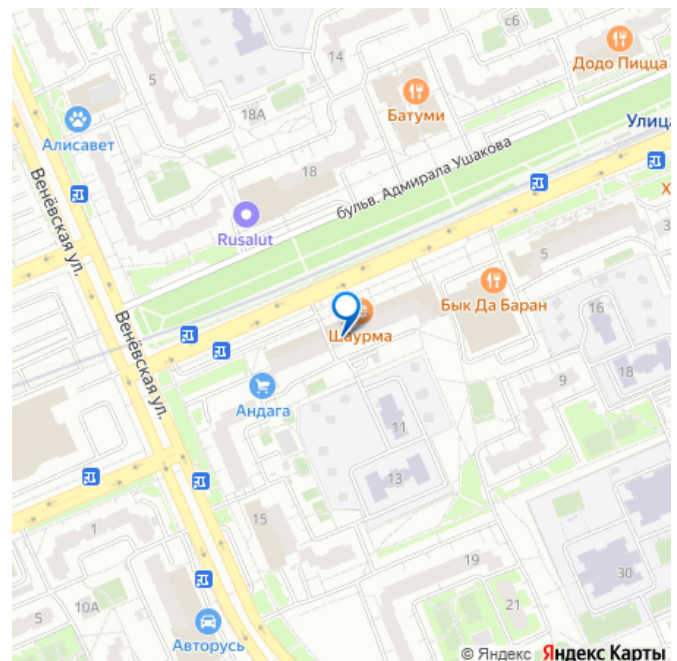 с6
Додо Пицца
14
5
Батуми
18А
Алисавет
Улица
бульв. Адмирала Ушакова
18
Х
Rusalut
Венёвская ул.
5
3
Бык Да Баран
16
Шаурма
Венёвская ул.
18
9
Андага
11
13
15
1
19
30
21
10А
5
Авторусь
© Яндекс Яндекс Карты